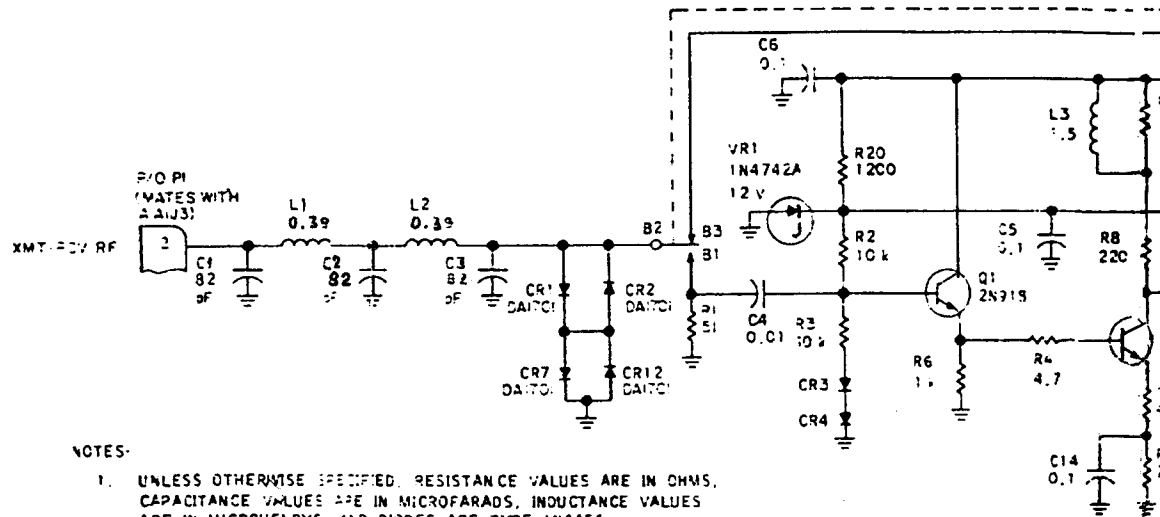 C6
0.1
L3
1.5
VR1
1N4742A
12 V
R20
1200
P/O P1
(MATES WITH
2
L1
0.39
L2
0.39
B2
B3
B1
XMT-RCV RF
C1
82
pF
C2
82
pF
C3
82
pF
R2
10 k
C5
0.1
R8
220
Q1
2N918
CR1
CR2
R1
51
C4
0.01
R3
10 k
CR7
CR12
CR3
CR4
R6
1k
R4
4.7
C14
0.1
NOTES-
1. UNLESS OTHERWISE SPECIFIED, RESISTANCE VALUES ARE IN OHMS,
CAPACITANCE VALUES ARE IN MICROFARADS, INDUCTANCE VALUES